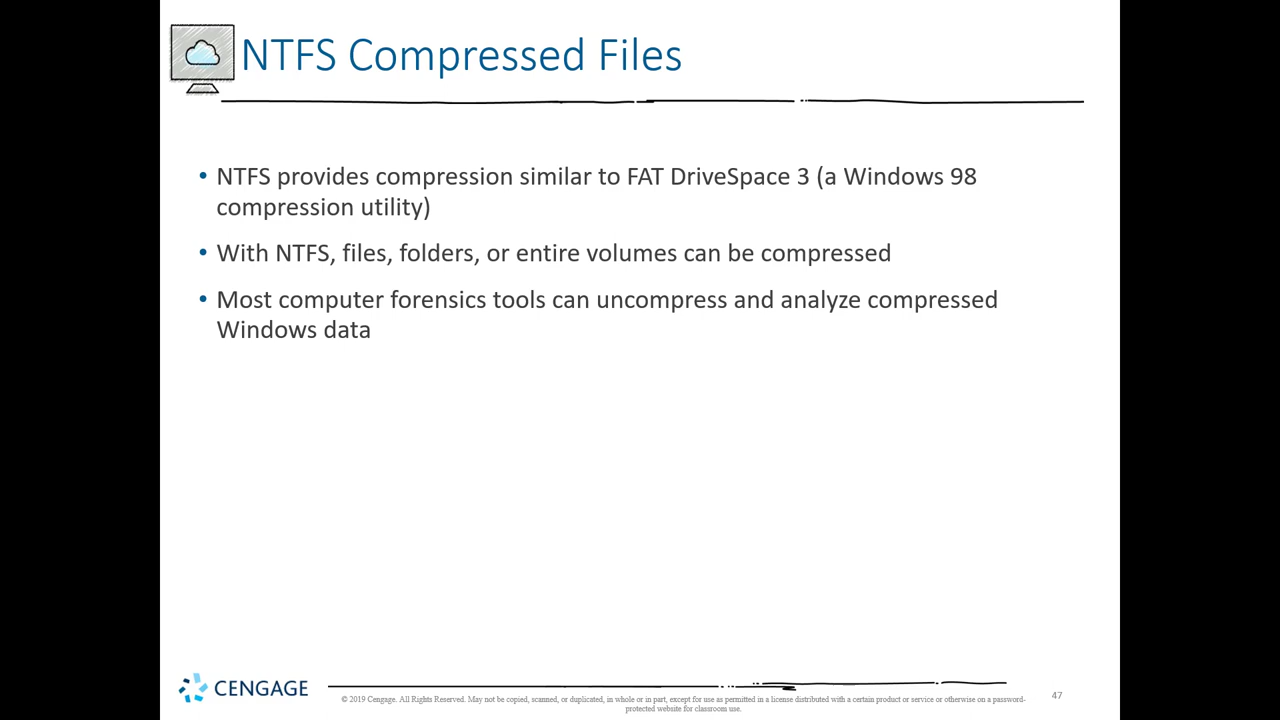 NTFS Compressed Files
• NTFS provides compression similar to FAT DriveSpace 3 (a Windows 98
compression utility)
• With NTFS, files, folders, or entire volumes can be compressed
• Most computer forensics tools can uncompress and analyze compressed
Windows data
CENGAGE
© 2019 Cengage. All Rights Reserved. May not be copied, scanned, or duplicated, in whole or in part, except for use as permitted in a license distributed with a certain product or service or otherwise on a password-
protected website for classroom use.
47